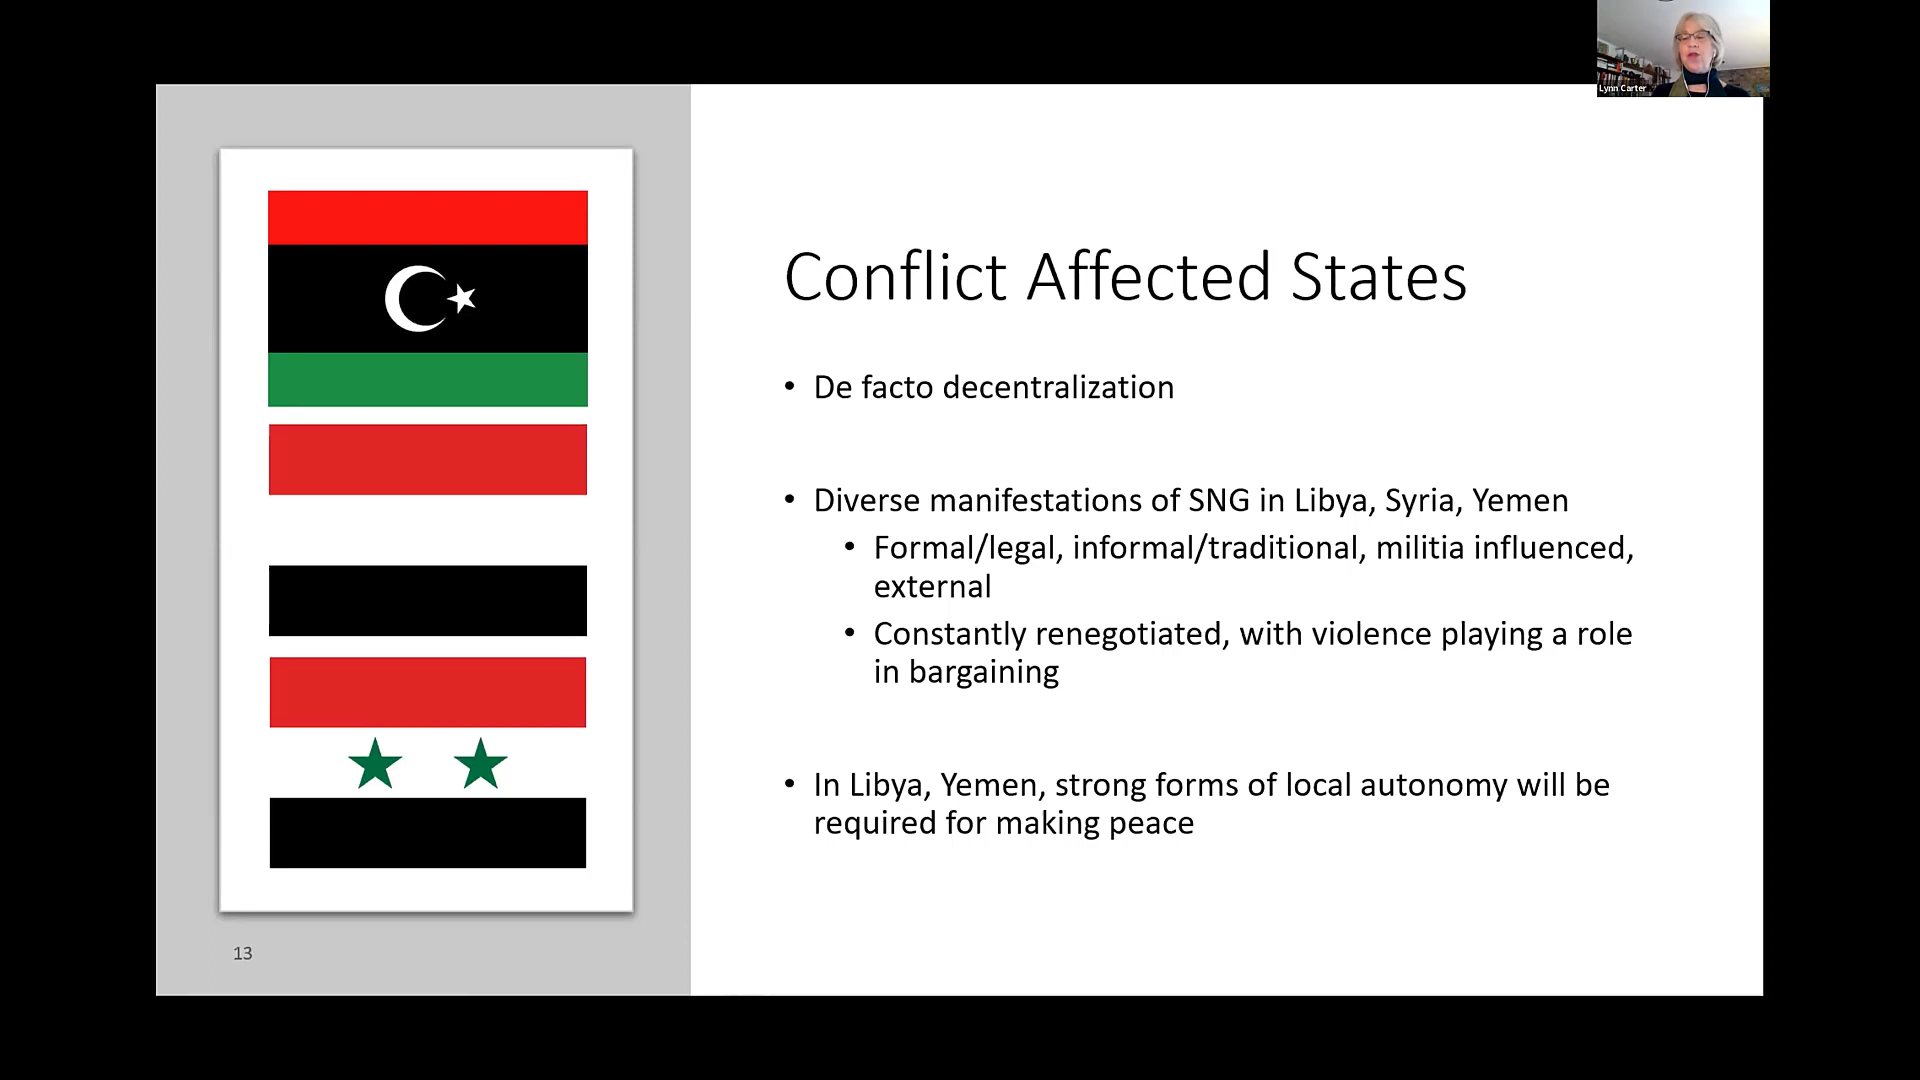 Lynn Carter
Conflict Affected States
• De facto decentralization
• Diverse manifestations of SNG in Libya, Syria, Yemen
• Formal/legal, informal/traditional, militia influenced,
external
• Constantly renegotiated, with violence playing a role
in bargaining
• In Libya, Yemen, strong forms of local autonomy will be
required for making peace
13